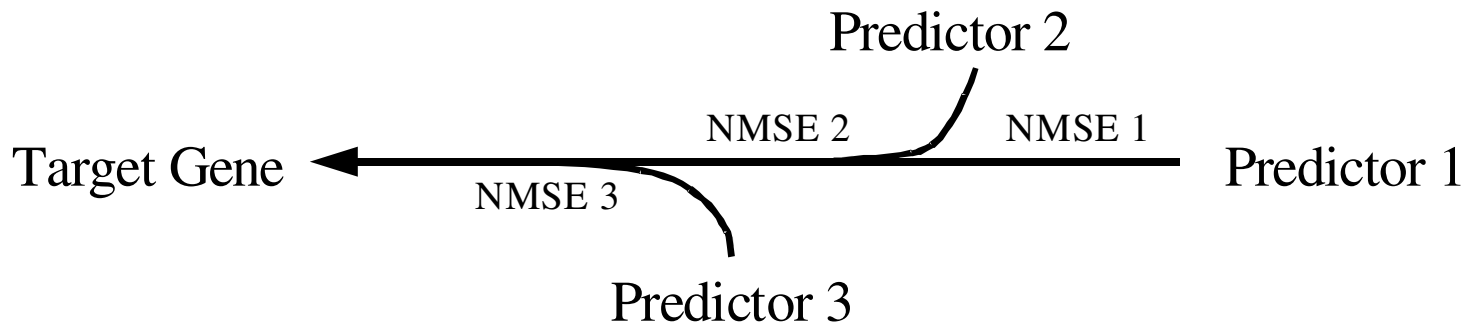 Predictor 2
NMSE 2
NMSE 1
Target Gene
Predictor 1
NMSE 3
Predictor 3